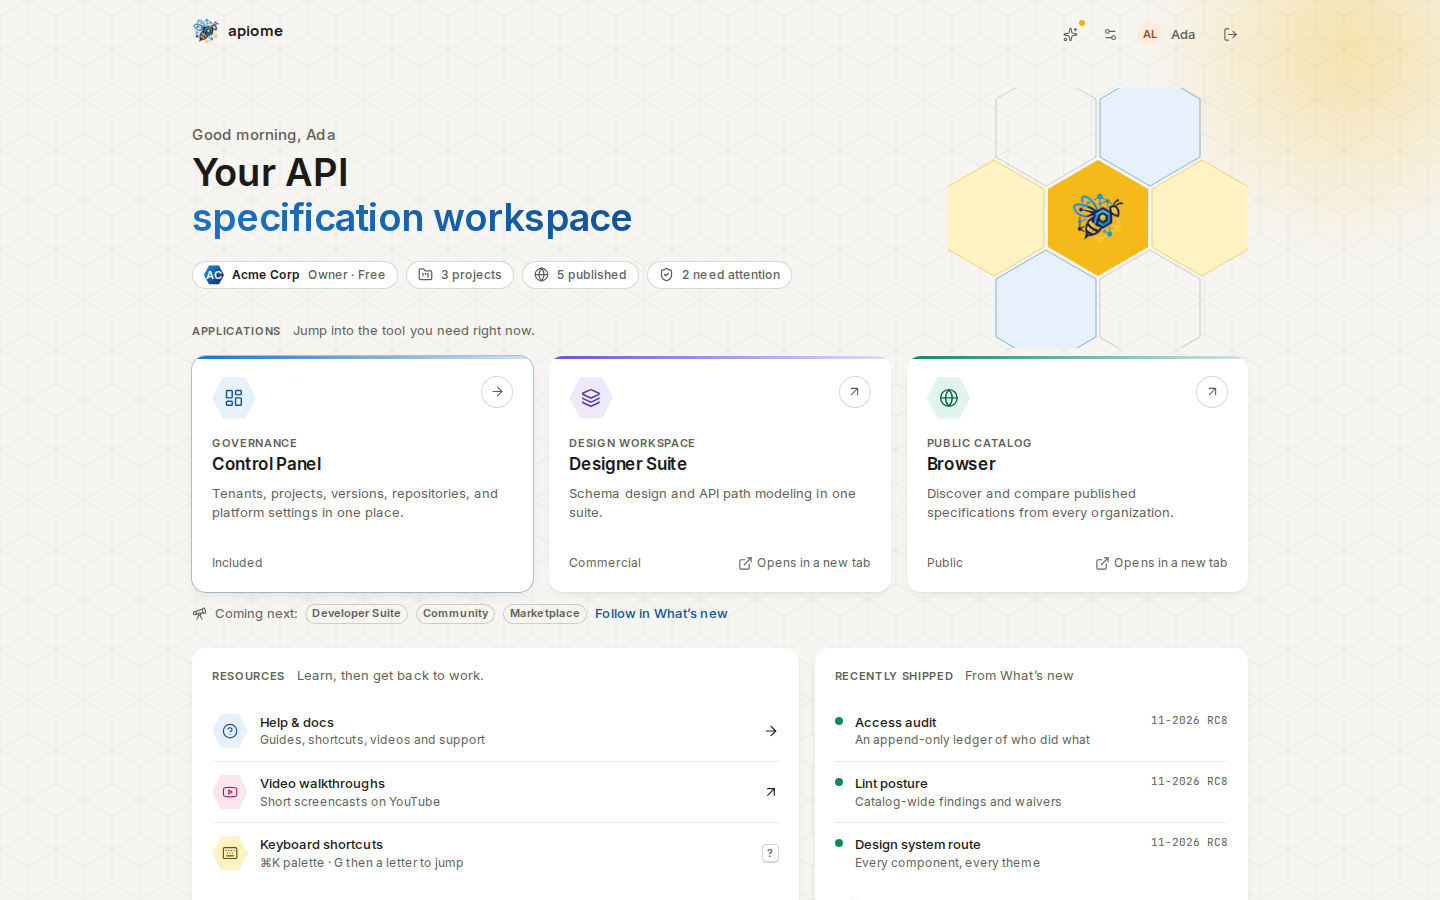 apiome
AL Ada
Good morning, Ada
Your API
specification workspace
AC Acme Corp Owner · Free
3 projects
5 published
2 need attention
APPLICATIONS Jump into the tool you need right now.
GOVERNANCE
Control Panel
Tenants, projects, versions, repositories, and
platform settings in one place.
Included
DESIGN WORKSPACE
Designer Suite
Schema design and API path modeling in one
suite.
Commercial Opens in a new tab
PUBLIC CATALOG
Browser
Discover and compare published
specifications from every organization.
Public Opens in a new tab
Coming next: Developer Suite Community Marketplace Follow in What's new
RESOURCES Learn, then get back to work.
Help & docs
Guides, shortcuts, videos and support
Video walkthroughs
Short screencasts on YouTube
Keyboard shortcuts
⌘K palette · G then a letter to jump
?
RECENTLY SHIPPED From What's new
Access audit 11-2026 RC8
An append-only ledger of who did what
Lint posture 11-2026 RC8
Catalog-wide findings and waivers
Design system route 11-2026 RC8
Every component, every theme